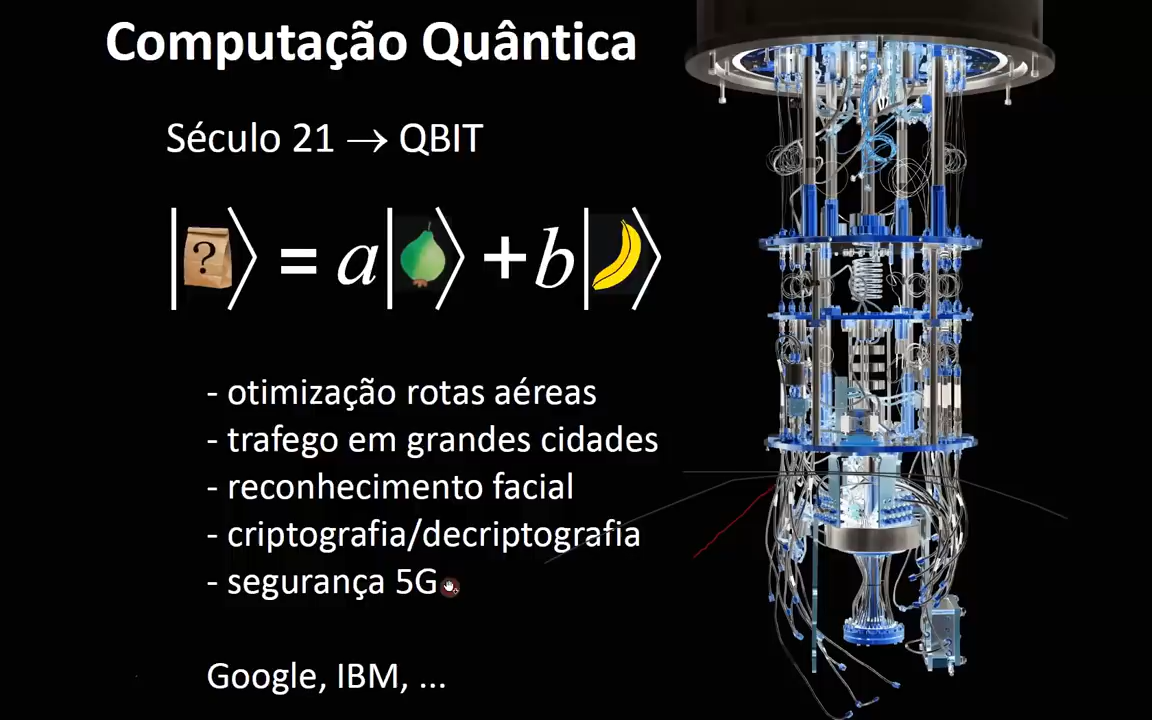 Computação Quântica
Século 21 → QBIT
|?⟩ = a|⟩ + b|⟩
- otimização rotas aéreas
- trafego em grandes cidades
- reconhecimento facial
- criptografia/decriptografia
- segurança 5G
Google, IBM, ...